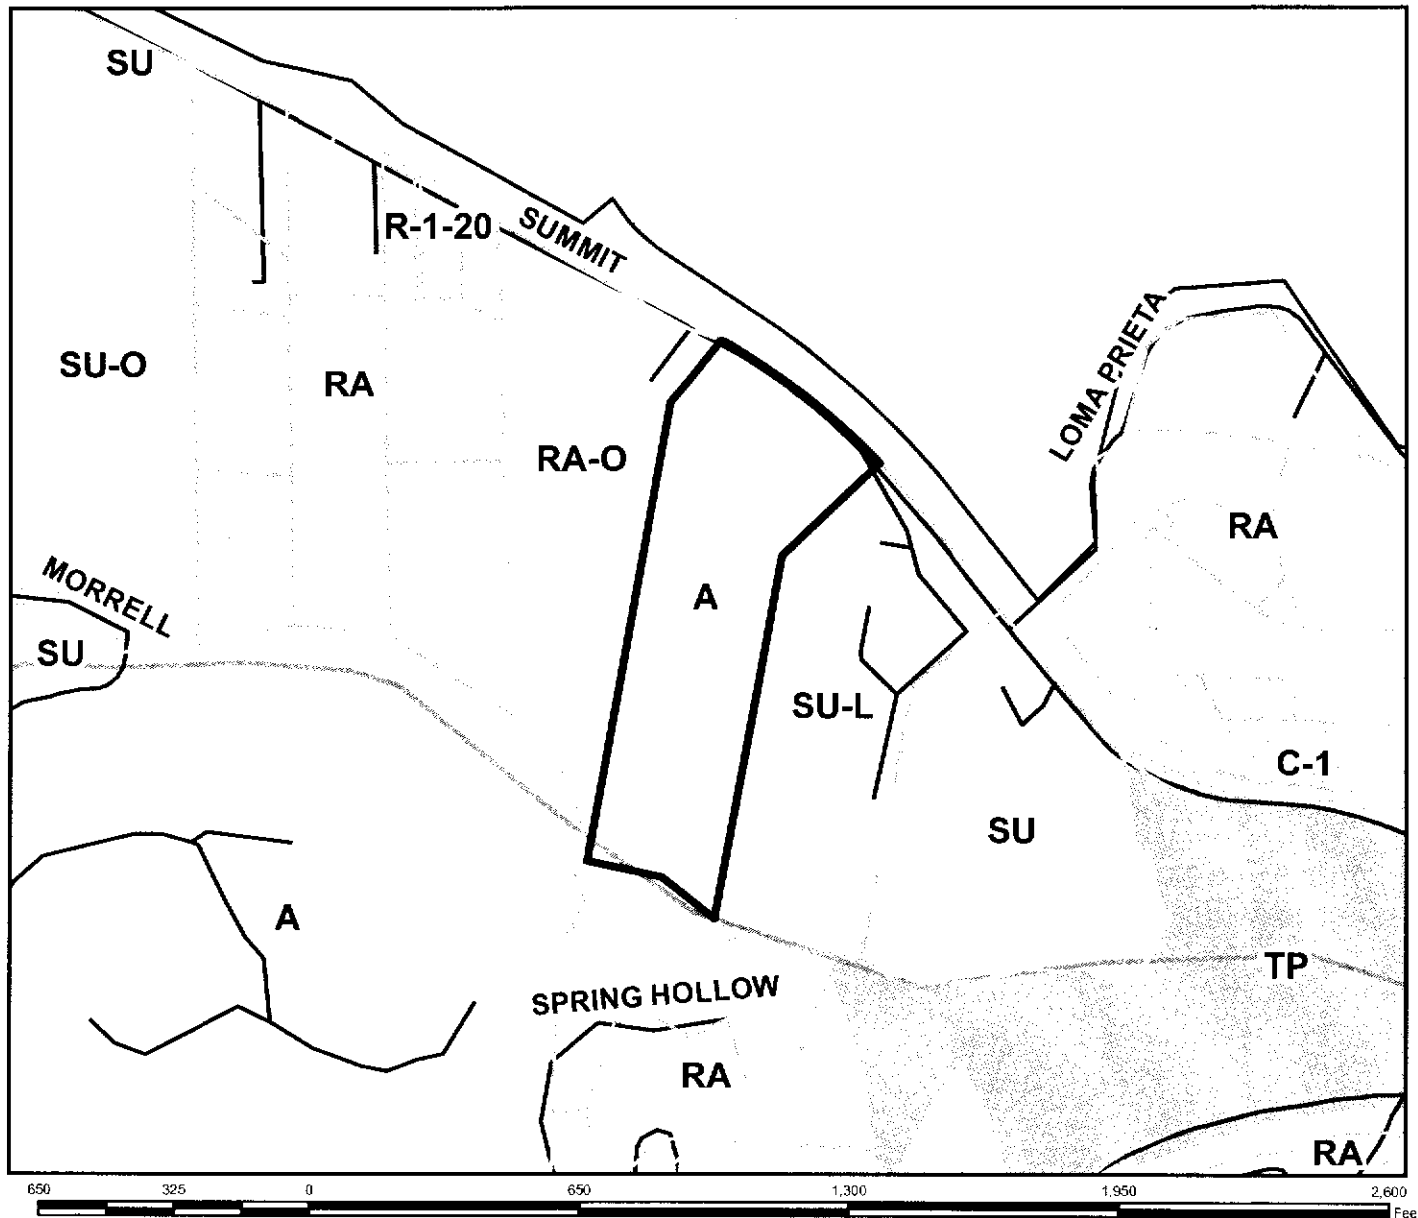 SU
R-1-20
SUMMIT
LOMA PRIETA
SU-O
RA
RA-O
RA
MORRELL
A
SU
SU-L
C-1
SU
A
TP
SPRING HOLLOW
RA
RA
650 325 0 650 1,300 1,950 2,600
Fee